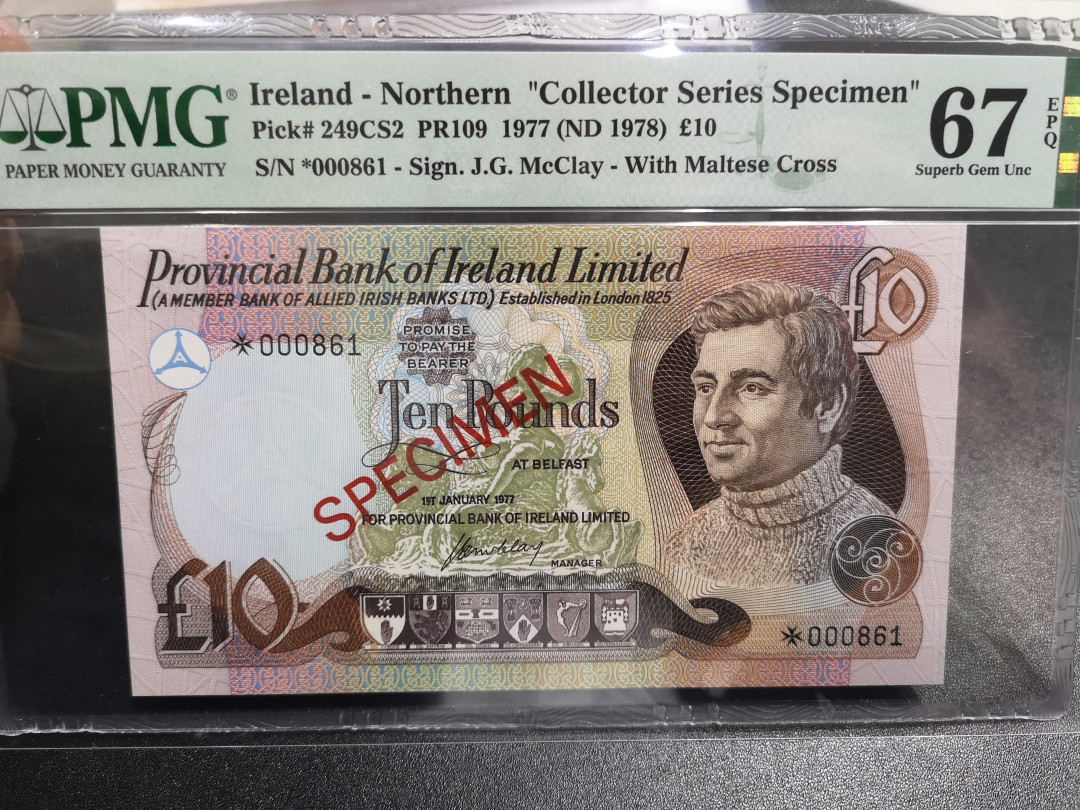 PMG®
PAPER MONEY GUARANTY
Ireland - Northern "Collector Series Specimen"
Pick# 249CS2 PR109 1977 (ND 1978) £10
S/N *000861 - Sign. J.G. McClay - With Maltese Cross
67
EPQ
Superb Gem Unc
Provincial Bank of Ireland Limited
(A MEMBER BANK OF ALLIED IRISH BANKS LTD) Established in London 1825
£10
A
*000861
PROMISE
TO PAY THE
BEARER
Ten Pounds
SPECIMEN
AT BELFAST
1ST JANUARY 1977
FOR PROVINCIAL BANK OF IRELAND LIMITED
MANAGER
£10
*000861